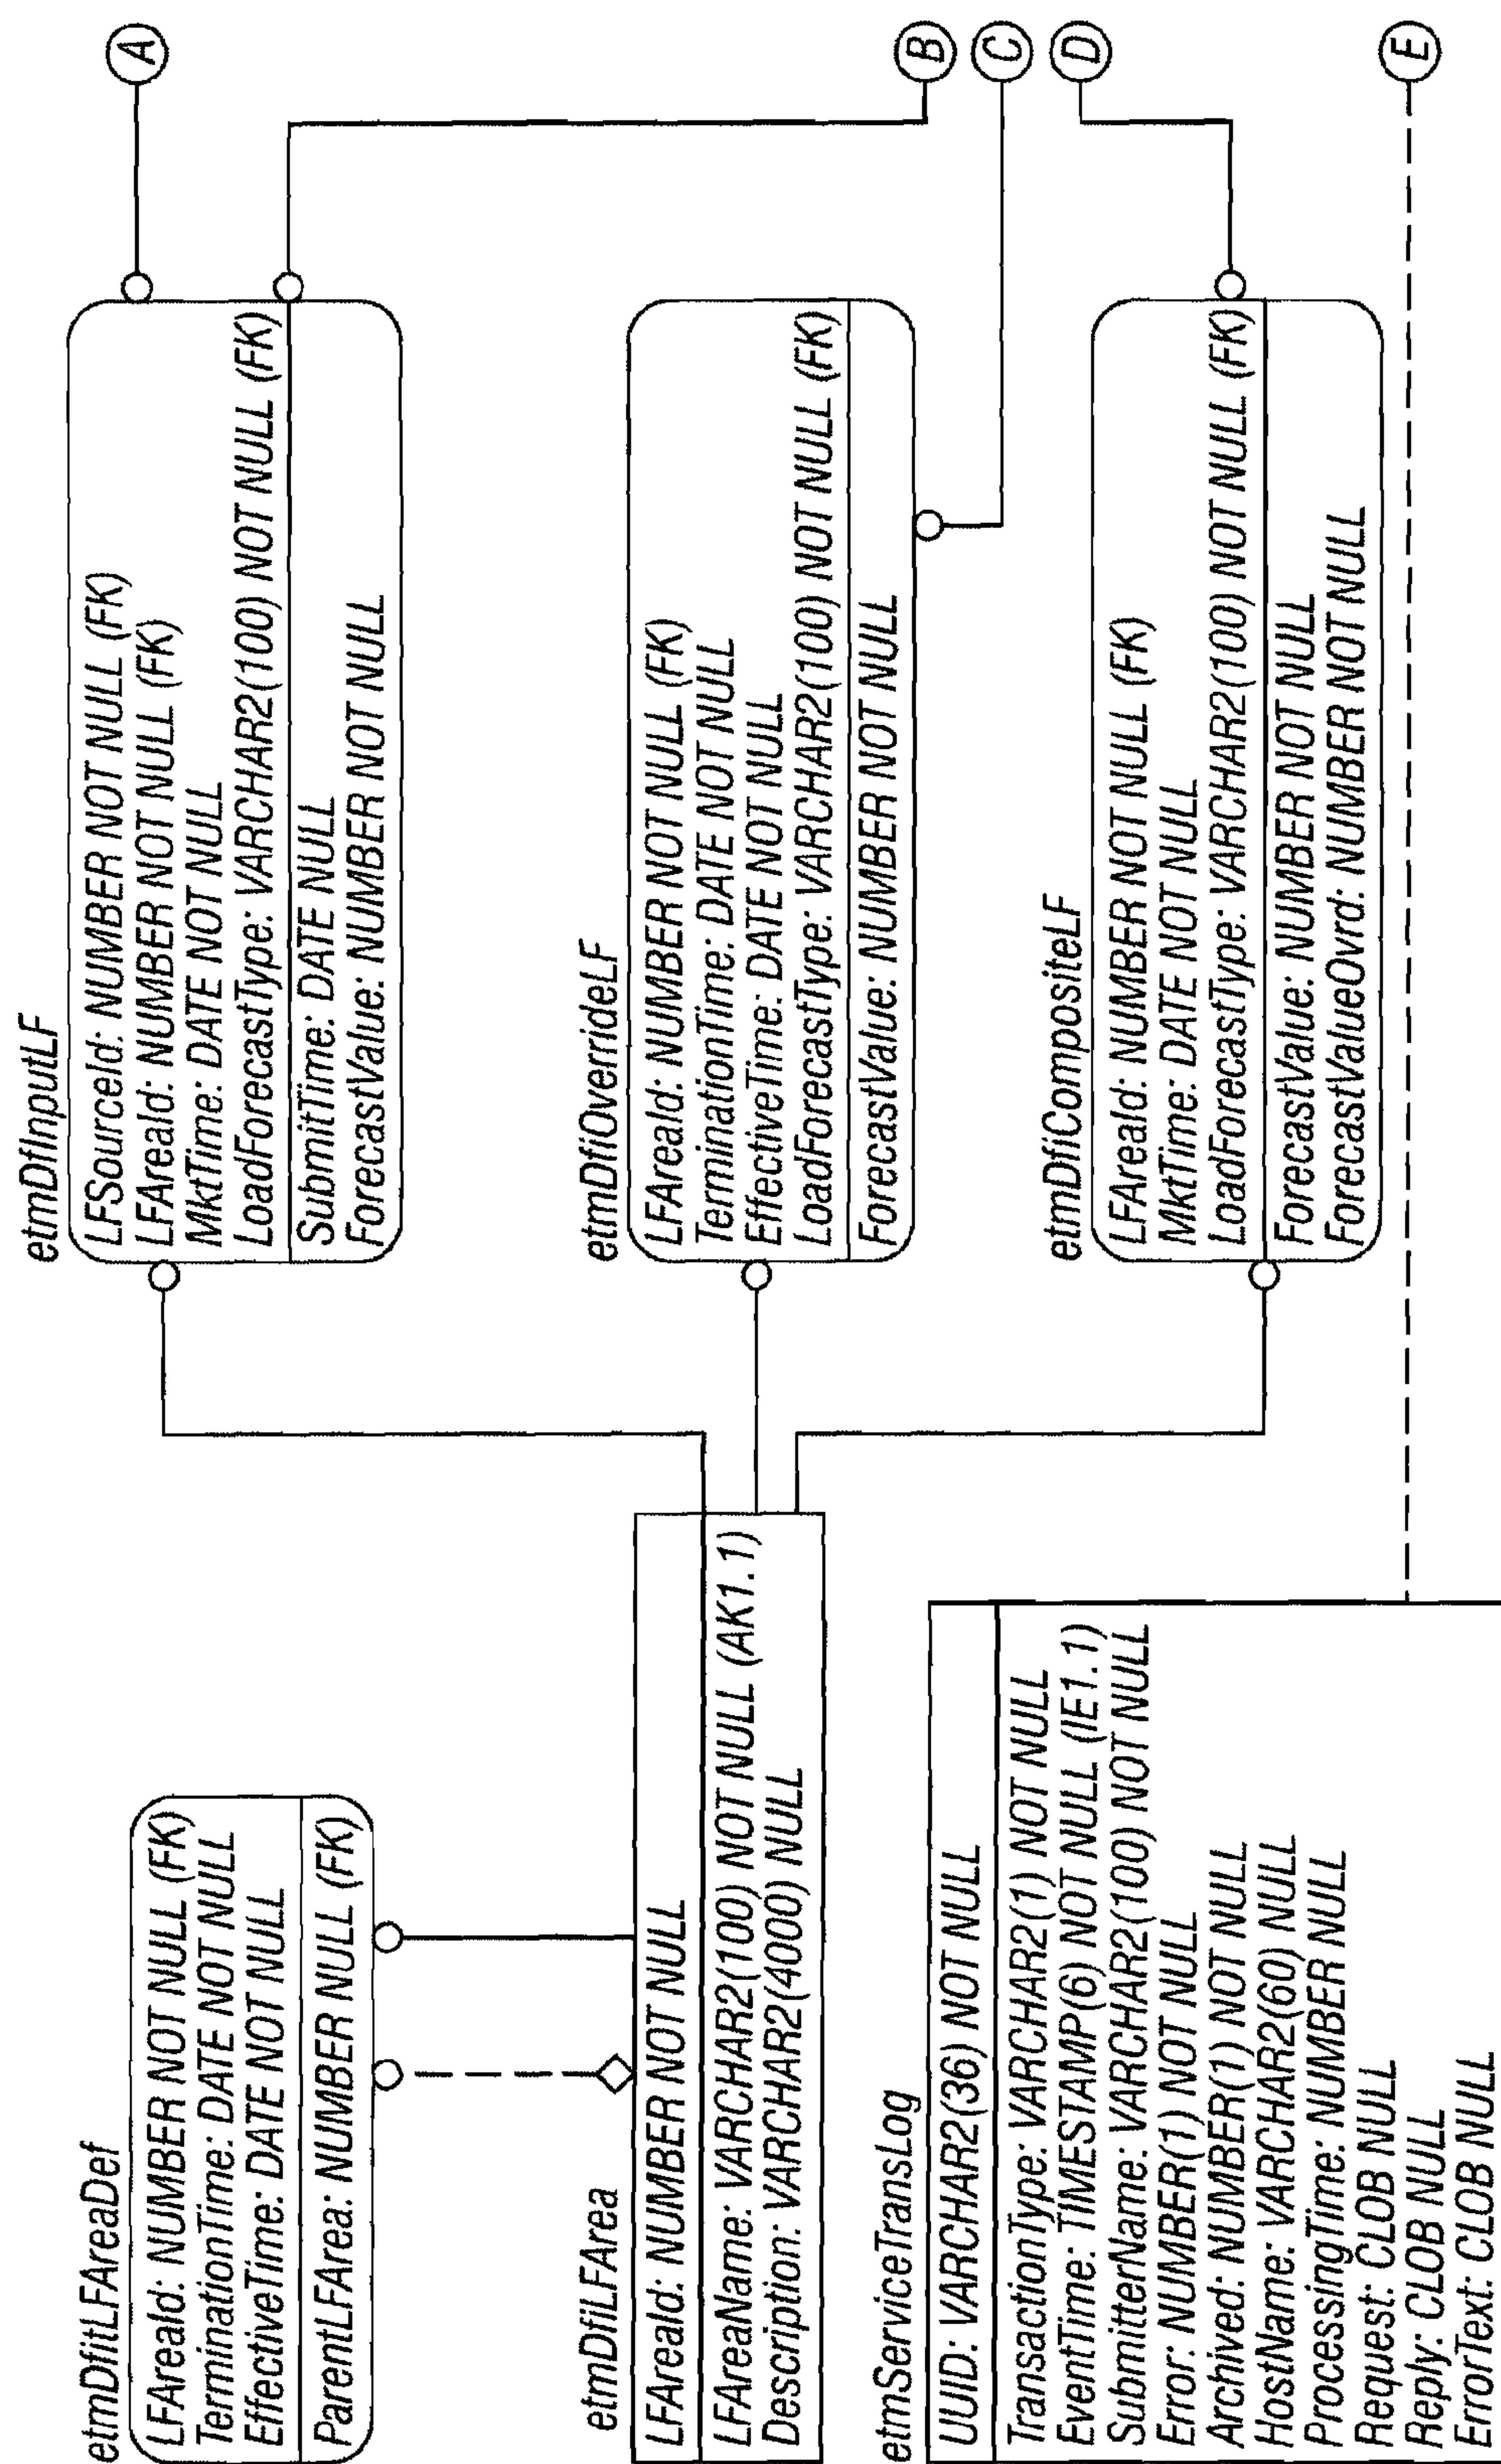 etmDfitLFAreaDef
LFAreaId: NUMBER NOT NULL (FK)
TerminationTime: DATE NOT NULL
EffectiveTime: DATE NOT NULL
ParentLFArea: NUMBER NULL (FK)
etmDfiLFArea
LFAreaId: NUMBER NOT NULL
LFAreaName: VARCHAR2(100) NOT NULL (AK1.1)
Description: VARCHAR2(4000) NULL
etmServiceTransLog
UUID: VARCHAR2(36) NOT NULL
TransactionType: VARCHAR2(1) NOT NULL
EventTime: TIMESTAMP(6) NOT NULL (IE1.1)
SubmitterName: VARCHAR2(100) NOT NULL
Error: NUMBER(1) NOT NULL
Archived: NUMBER(1) NOT NULL
HostName: VARCHAR2(60) NULL
ProcessingTime: NUMBER NULL
Request: CLOB NULL
Reply: CLOB NULL
ErrorText: CLOB NULL
etmDfInputLF
LFSourceId: NUMBER NOT NULL (FK)
LFAreaId: NUMBER NOT NULL (FK)
MktTime: DATE NOT NULL
LoadForecastType: VARCHAR2(100) NOT NULL (FK)
SubmitTime: DATE NULL
ForecastValue: NUMBER NOT NULL
etmDfiOverrideLF
LFAreaId: NUMBER NOT NULL (FK)
TerminationTime: DATE NOT NULL
EffectiveTime: DATE NOT NULL
LoadForecastType: VARCHAR2(100) NOT NULL (FK)
ForecastValue: NUMBER NOT NULL
etmDfiCompositeLF
LFAreaId: NUMBER NOT NULL (FK)
MktTime: DATE NOT NULL
LoadForecastType: VARCHAR2(100) NOT NULL (FK)
ForecastValue: NUMBER NOT NULL
ForecastValueOvrd: NUMBER NOT NULL
A
B
C
D
E